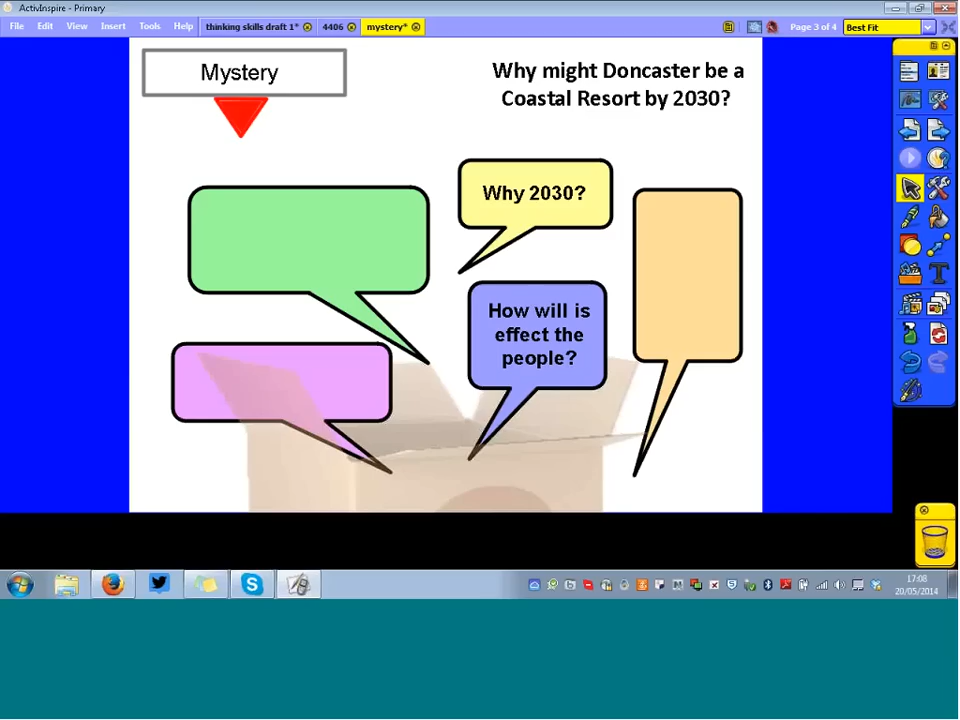 ActivInspire - Primary
File Edit View Insert Tools Help thinking skills draft 1* 4406 mystery* Page 3 of 4 Best Fit
Mystery
Why might Doncaster be a
Coastal Resort by 2030?
Why 2030?
How will is
effect the
people?
17:08
20/05/2014